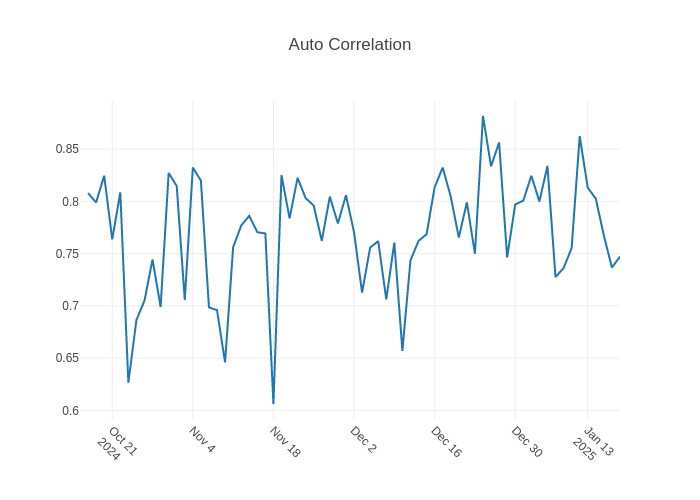 Auto Correlation
0.85
0.8
0.75
0.7
0.65
0.6
Oct 21
2024
Nov 4
Nov 18
Dec 2
Dec 16
Dec 30
Jan 13
2025